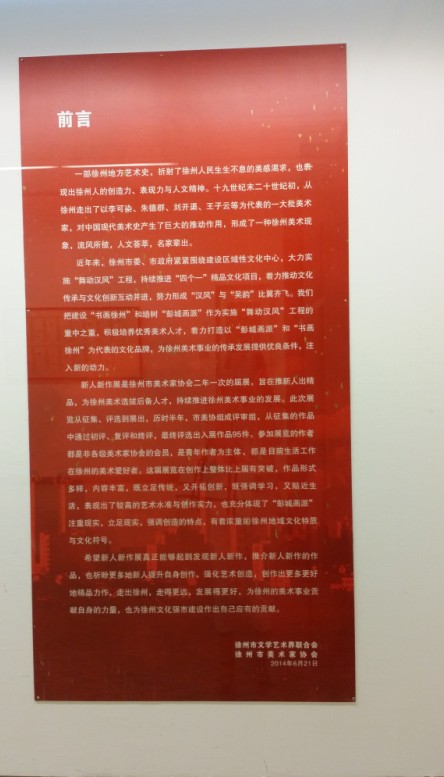 前言
一部徐州地方艺术史，折射了徐州人民生生不息的美感渴求，也表
现出徐州人的创造力、表现力与人文精神。十九世纪末二十世纪初，从
徐州走出了以李可染、朱德群、刘开渠、王子云等为代表的一大批美术
家，对中国现代美术史产生了巨大的推动作用，形成了一种徐州美术现
象，流风所披，人文荟萃，名家辈出。
近年来，徐州市委、市政府紧紧围绕建设区域性文化中心，大力实
施“舞动汉风”工程，持续推进“四个一”精品文化项目，着力推动文化
传承与文化创新互动并进，努力形成“汉风”与“吴韵”比翼齐飞。我们
把建设“书画徐州”和培树“彭城画派”作为实施“舞动汉风”工程的
重中之重，积极培养优秀美术人才，着力打造以“彭城画派”和“书画
徐州”为代表的文化品牌，为徐州美术事业的传承发展提供优良条件，注
入新的动力。
新人新作展是徐州市美术家协会二年一次的届展，旨在推新人出精
品，为徐州美术选拔后备人才，持续推进徐州美术事业的发展。此次展
览从征集、评选到展出，历时半年，市美协组成评审组，从征集的作品
中通过初评、复评和终评，最终评选出入展作品95件，参加展览的作者
都是非各级美术家协会的会员，是青年作者为主体，都是目前生活工作
在徐州的美术爱好者，这届展览在创作上整体比上届有突破，作品形式
多样，内容丰富，既立足传统，又开拓创新，既强调学习，又贴近生
活，表现出了较高的艺术水准与创作实力，也充分体现了“彭城画派”
注重现实，立足现实，强调创造的特点，有着浓重的徐州地域文化特质
与文化符号。
希望新人新作展真正能够起到发现新人新作，推介新人新作的作
品，也祈盼更多她新人提升自身创作，强化艺术创造，创作出更多更好
地精品力作，走出徐州，走得更远，发展得更好，为徐州的美术事业贡
献自身的力量，也为徐州文化强市建设作出自己应有的贡献。
徐州市文学艺术界联合会
徐州市美术家协会
2014年6月21日